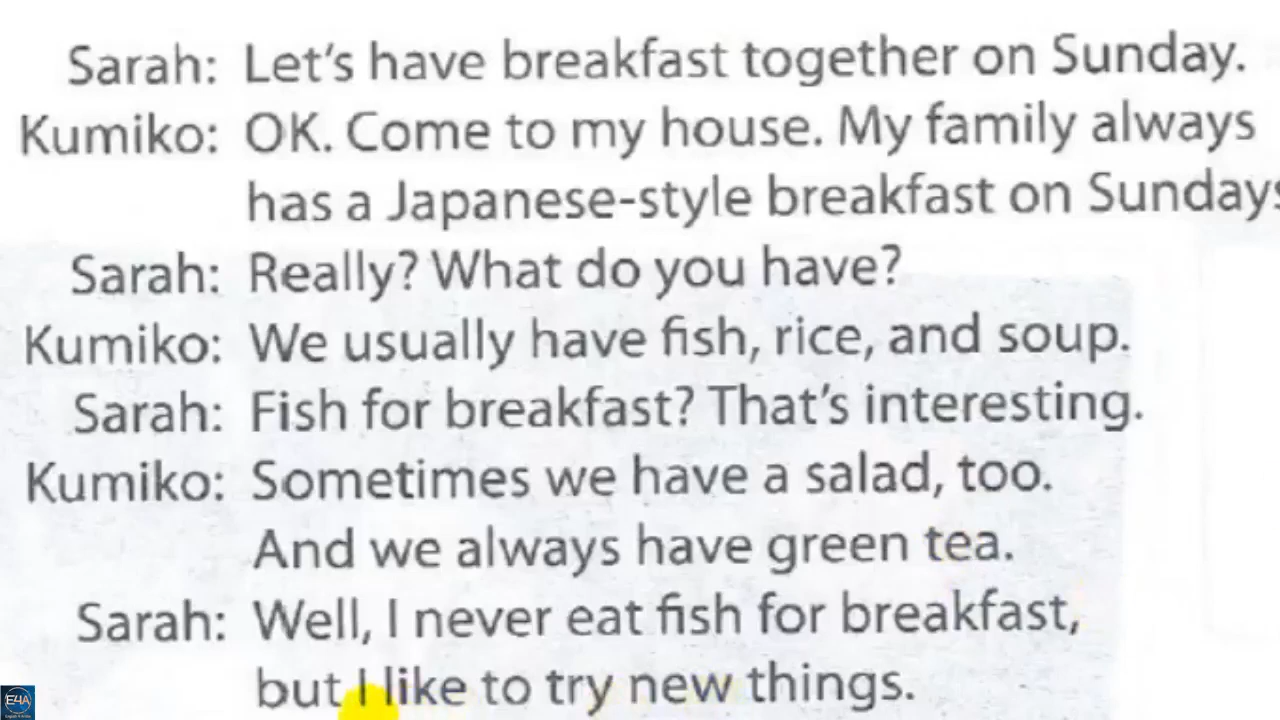 Sarah: Let's have breakfast together on Sunday.
Kumiko: OK. Come to my house. My family always
has a Japanese-style breakfast on Sundays
Sarah: Really? What do you have?
Kumiko: We usually have fish, rice, and soup.
Sarah: Fish for breakfast? That's interesting.
Kumiko: Sometimes we have a salad, too.
And we always have green tea.
Sarah: Well, I never eat fish for breakfast,
but I like to try new things.
E4A